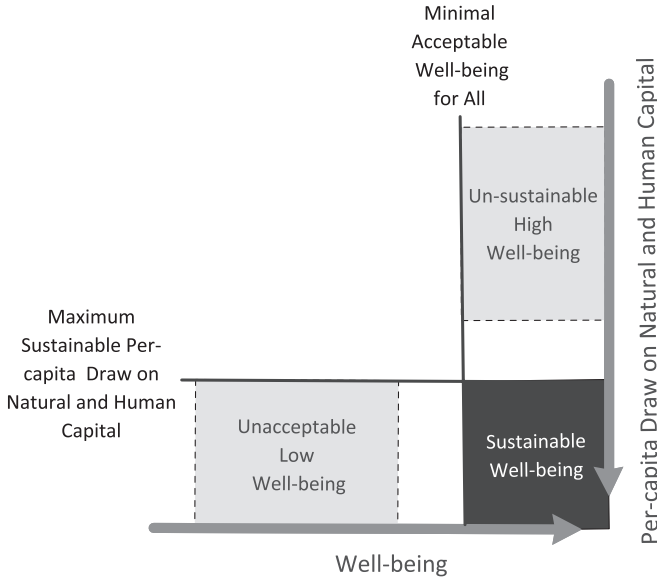 Minimal
Acceptable
Well-being
for All
Un-sustainable
High
Well-being
Per-capita Draw on Natural and Human Capital
Maximum
Sustainable Per-
capita Draw on
Natural and Human
Capital
Unacceptable
Low
Well-being
Sustainable
Well-being
Well-being